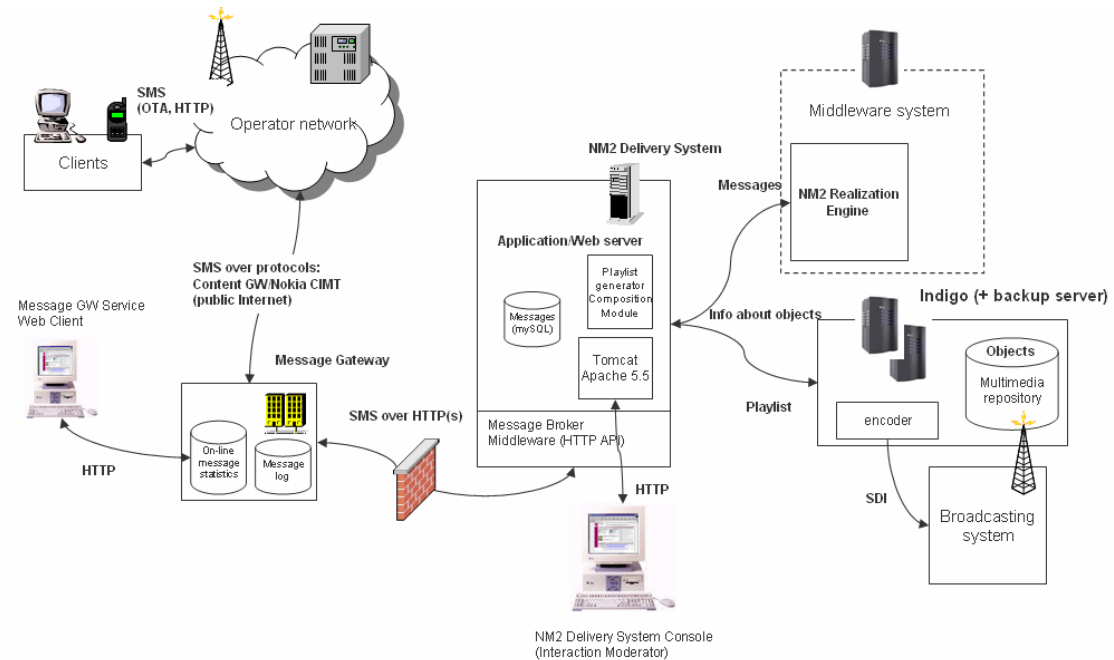 SMS
(OTA, HTTP)
Operator network
Clients
Middleware system
NM2 Delivery System
Messages
NM2 Realization
Engine
Application/Web server
SMS over protocols:
Content GW/Nokia CIMT
(public Internet)
Playlist
generator
Composition
Module
Messages
(mySQL)
Message GW Service
Web Client
Indigo (+ backup server)
Info about objects
Objects
Multimedia
repository
Message Gateway
Tomcat
Apache 5.5
Playlist
encoder
SMS over HTTP(s)
Message Broker
Middleware (HTTP API)
On-line
message
statistics
Message
log
HTTP
HTTP
SDI
Broadcasting
system
NM2 Delivery System Console
(Interaction Moderator)